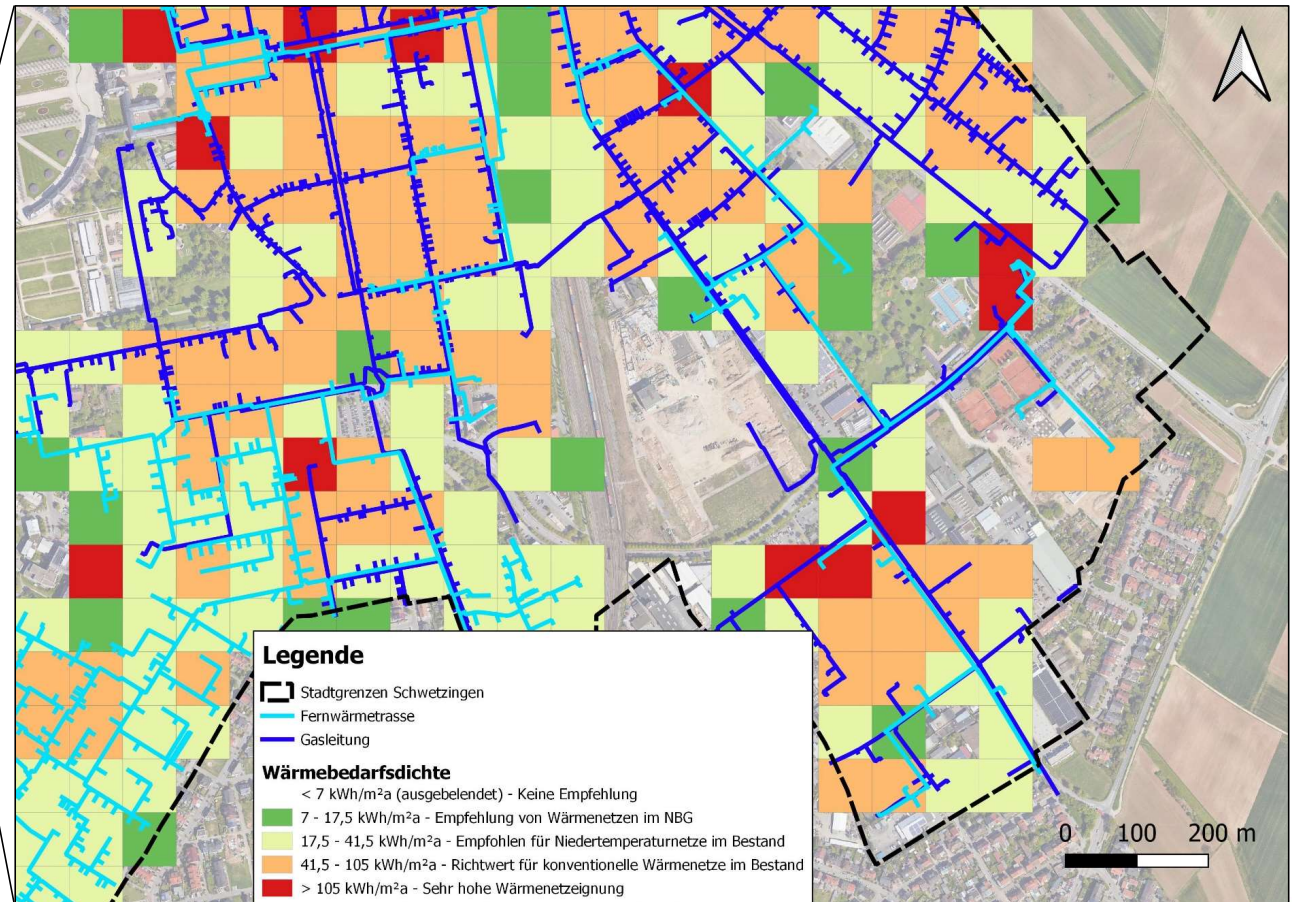 Legende
Stadtgrenzen Schwetzingen
Fernwärmetrasse
Gasleitung
Wärmebedarfsdichte
< 7 kWh/m²a (ausgebelendet) - Keine Empfehlung
7 - 17,5 kWh/m²a - Empfehlung von Wärmenetzen im NBG
17,5 - 41,5 kWh/m²a - Empfohlen für Niedertemperaturnetze im Bestand
41,5 - 105 kWh/m²a - Richtwert für konventionelle Wärmenetze im Bestand
> 105 kWh/m²a - Sehr hohe Wärmenetzeignung
0 100 200 m